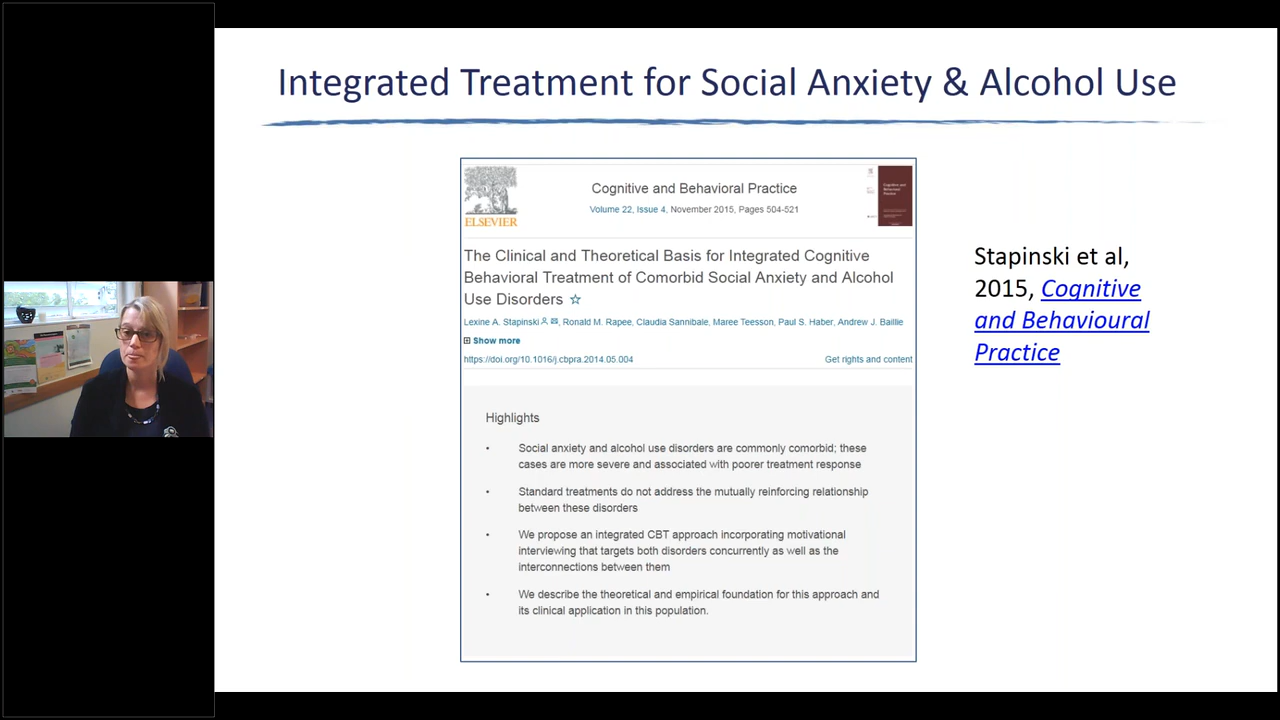 Integrated Treatment for Social Anxiety & Alcohol Use
ELSEVIER
Cognitive and Behavioral Practice
Volume 22, Issue 4, November 2015, Pages 504-521
The Clinical and Theoretical Basis for Integrated Cognitive
Behavioral Treatment of Comorbid Social Anxiety and Alcohol
Use Disorders
Lexine A. Stapinski, Ronald M. Rapee, Claudia Sannibale, Maree Teesson, Paul S. Haber, Andrew J. Baillie
Show more
https://doi.org/10.1016/j.cbpra.2014.05.004
Get rights and content
Highlights
• Social anxiety and alcohol use disorders are commonly comorbid; these
cases are more severe and associated with poorer treatment response
• Standard treatments do not address the mutually reinforcing relationship
between these disorders
• We propose an integrated CBT approach incorporating motivational
interviewing that targets both disorders concurrently as well as the
interconnections between them
• We describe the theoretical and empirical foundation for this approach and
its clinical application in this population.
Stapinski et al,
2015, Cognitive
and Behavioural
Practice